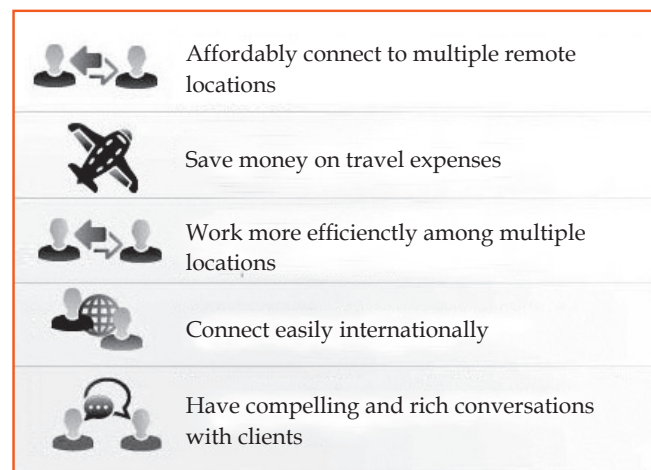 Affordably connect to multiple remote
locations
Save money on travel expenses
Work more efficienctly among multiple
locations
Connect easily internationally
Have compelling and rich conversations
with clients